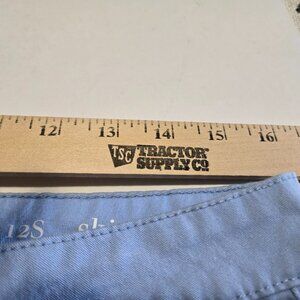 12 13 14 15 16
TSC TRACTOR
SUPPLY CO
12S